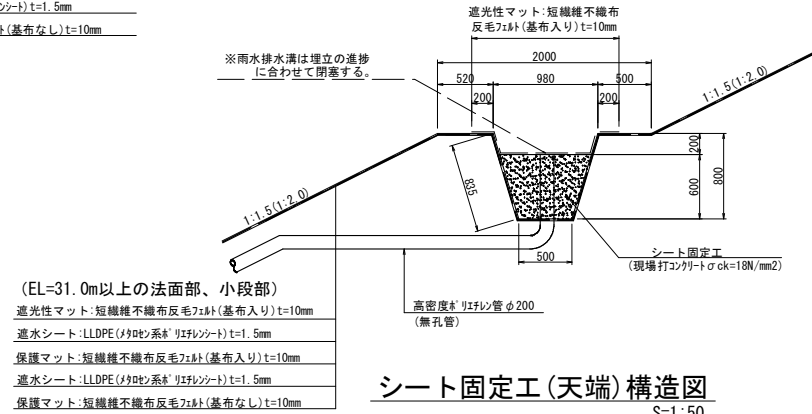 ンシート) t=1.5mm
ト(基布なし) t=10mm
遮光性マット:短繊維不織布
反毛フェルト(基布入り) t=10mm
※雨水排水溝は埋立の進捗
に合わせて閉塞する。
2000
520
980
500
200
200
1:1.5(1:2.0)
1:1.5(1:2.0)
200
600
800
835
500
シート固定工
(現場打コンクリートσck=18N/mm2)
高密度ポリエチレン管φ200
(無孔管)
(EL=31.0m以上の法面部、小段部)
遮光性マット:短繊維不織布反毛フェルト(基布入り) t=10mm
遮水シート:LLDPE(メタロセン系ポリエチレンシート) t=1.5mm
保護マット:短繊維不織布反毛フェルト(基布入り) t=10mm
遮水シート:LLDPE(メタロセン系ポリエチレンシート) t=1.5mm
保護マット:短繊維不織布反毛フェルト(基布なし) t=10mm
シート固定工(天端)構造図
S=1:50